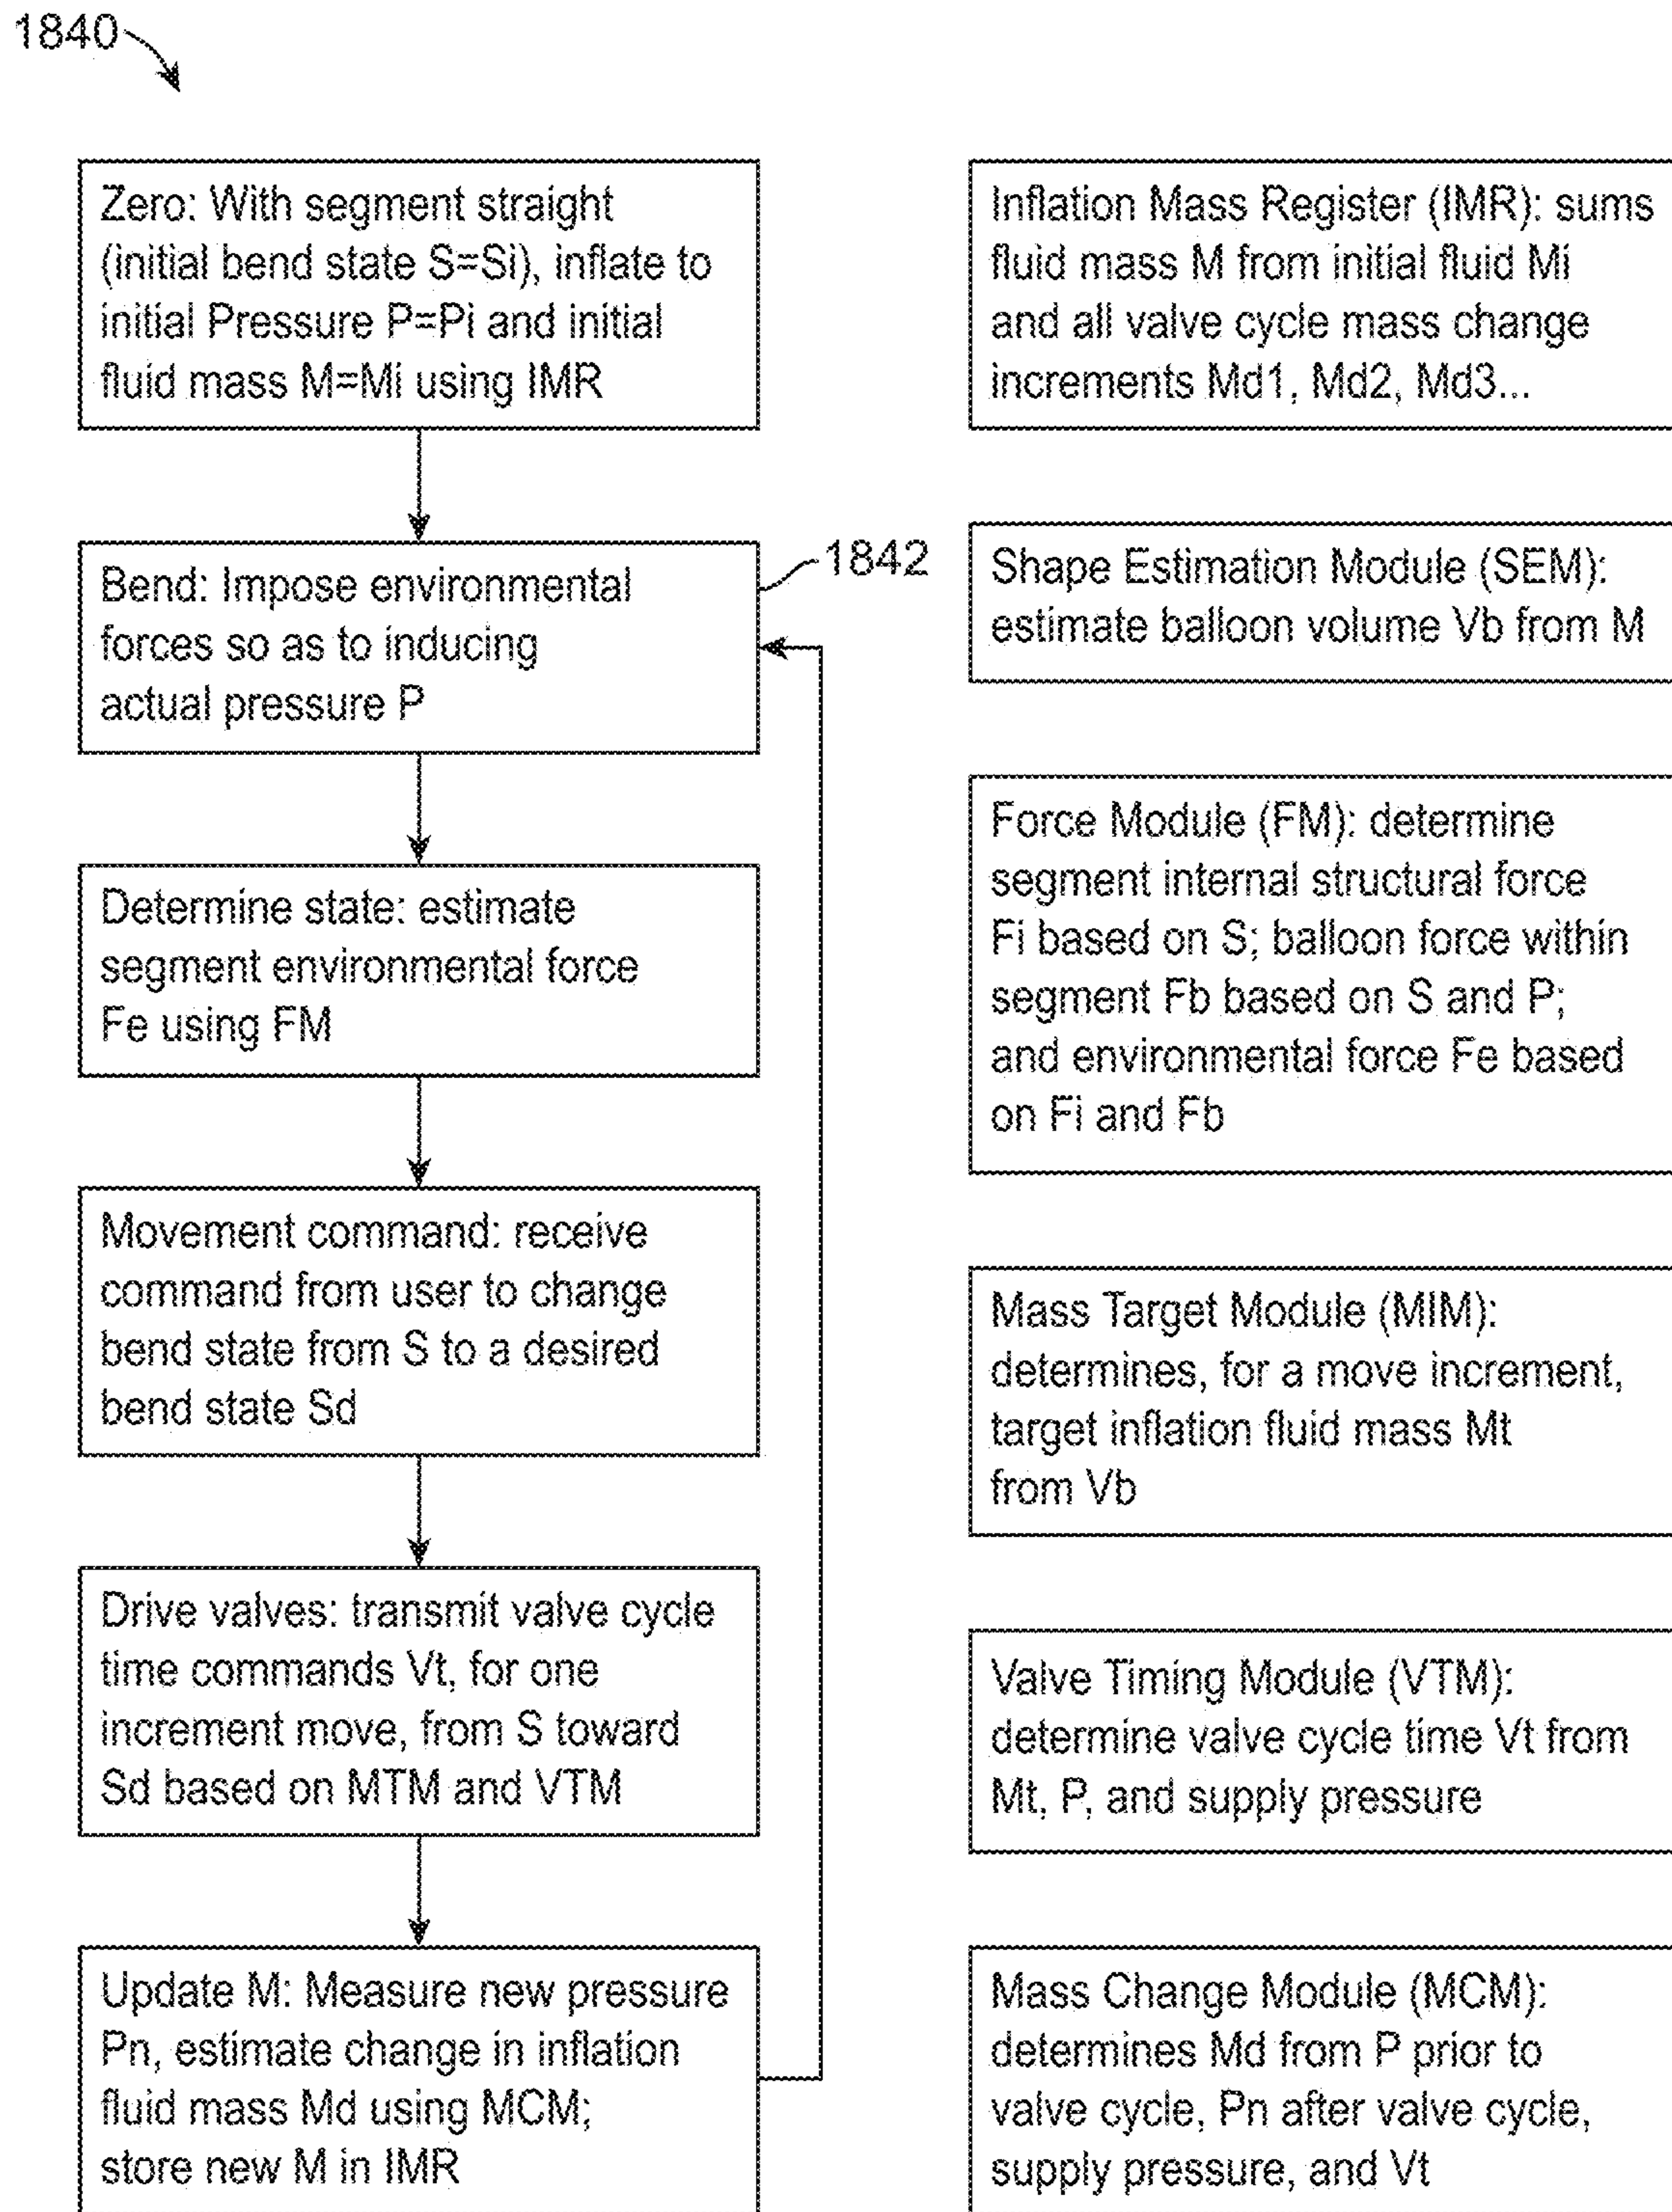 1840
Zero: With segment straight
(initial bend state S=Si), inflate to
initial Pressure P=Pi and initial
fluid mass M=Mi using IMR
Bend: Impose environmental
forces so as to inducing
actual pressure P
1842
Determine state: estimate
segment environmental force
Fe using FM
Movement command: receive
command from user to change
bend state from S to a desired
bend state Sd
Drive valves: transmit valve cycle
time commands Vt, for one
increment move, from S toward
Sd based on MTM and VTM
Update M: Measure new pressure
Pn, estimate change in inflation
fluid mass Md using MCM;
store new M in IMR
Inflation Mass Register (IMR): sums
fluid mass M from initial fluid Mi
and all valve cycle mass change
increments Md1, Md2, Md3...
Shape Estimation Module (SEM):
estimate balloon volume Vb from M
Force Module (FM): determine
segment internal structural force
Fi based on S; balloon force within
segment Fb based on S and P;
and environmental force Fe based
on Fi and Fb
Mass Target Module (MIM):
determines, for a move increment,
target inflation fluid mass Mt
from Vb
Valve Timing Module (VTM):
determine valve cycle time Vt from
Mt, P, and supply pressure
Mass Change Module (MCM):
determines Md from P prior to
valve cycle, Pn after valve cycle,
supply pressure, and Vt